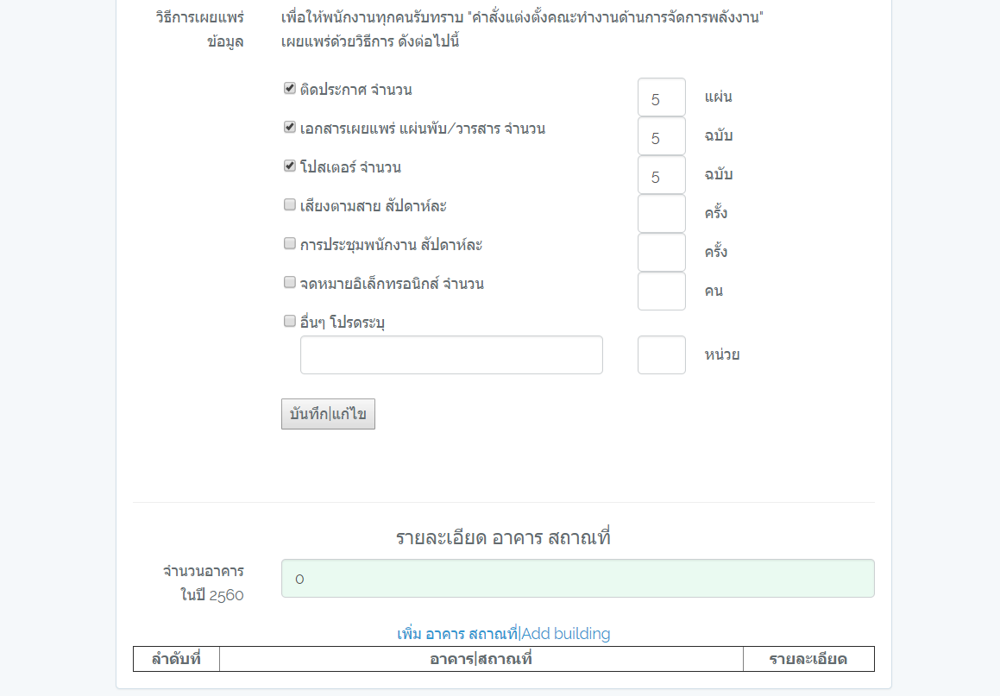 วิธีการเผยแพร่
ข้อมูล
เพื่อให้พนักงานทุกคนรับทราบ "คำสั่งแต่งตั้งคณะทำงานด้านการจัดการพลังงาน"
เผยแพร่ด้วยวิธีการ ดังต่อไปนี้
ติดประกาศ จำนวน 5 แผ่น
เอกสารเผยแพร่ แผ่นพับ/วารสาร จำนวน 5 ฉบับ
โปสเตอร์ จำนวน 5 ฉบับ
เสียงตามสาย สัปดาห์ละ ครั้ง
การประชุมพนักงาน สัปดาห์ละ ครั้ง
จดหมายอิเล็กทรอนิกส์ จำนวน คน
อื่นๆ โปรดระบุ
หน่วย
บันทึก|แก้ไข
รายละเอียด อาคาร สถาณที่
จำนวนอาคาร
ในปี 2560
0
เพิ่ม อาคาร สถาณที่|Add building
ลำดับที่ อาคาร|สถาณที่ รายละเอียด